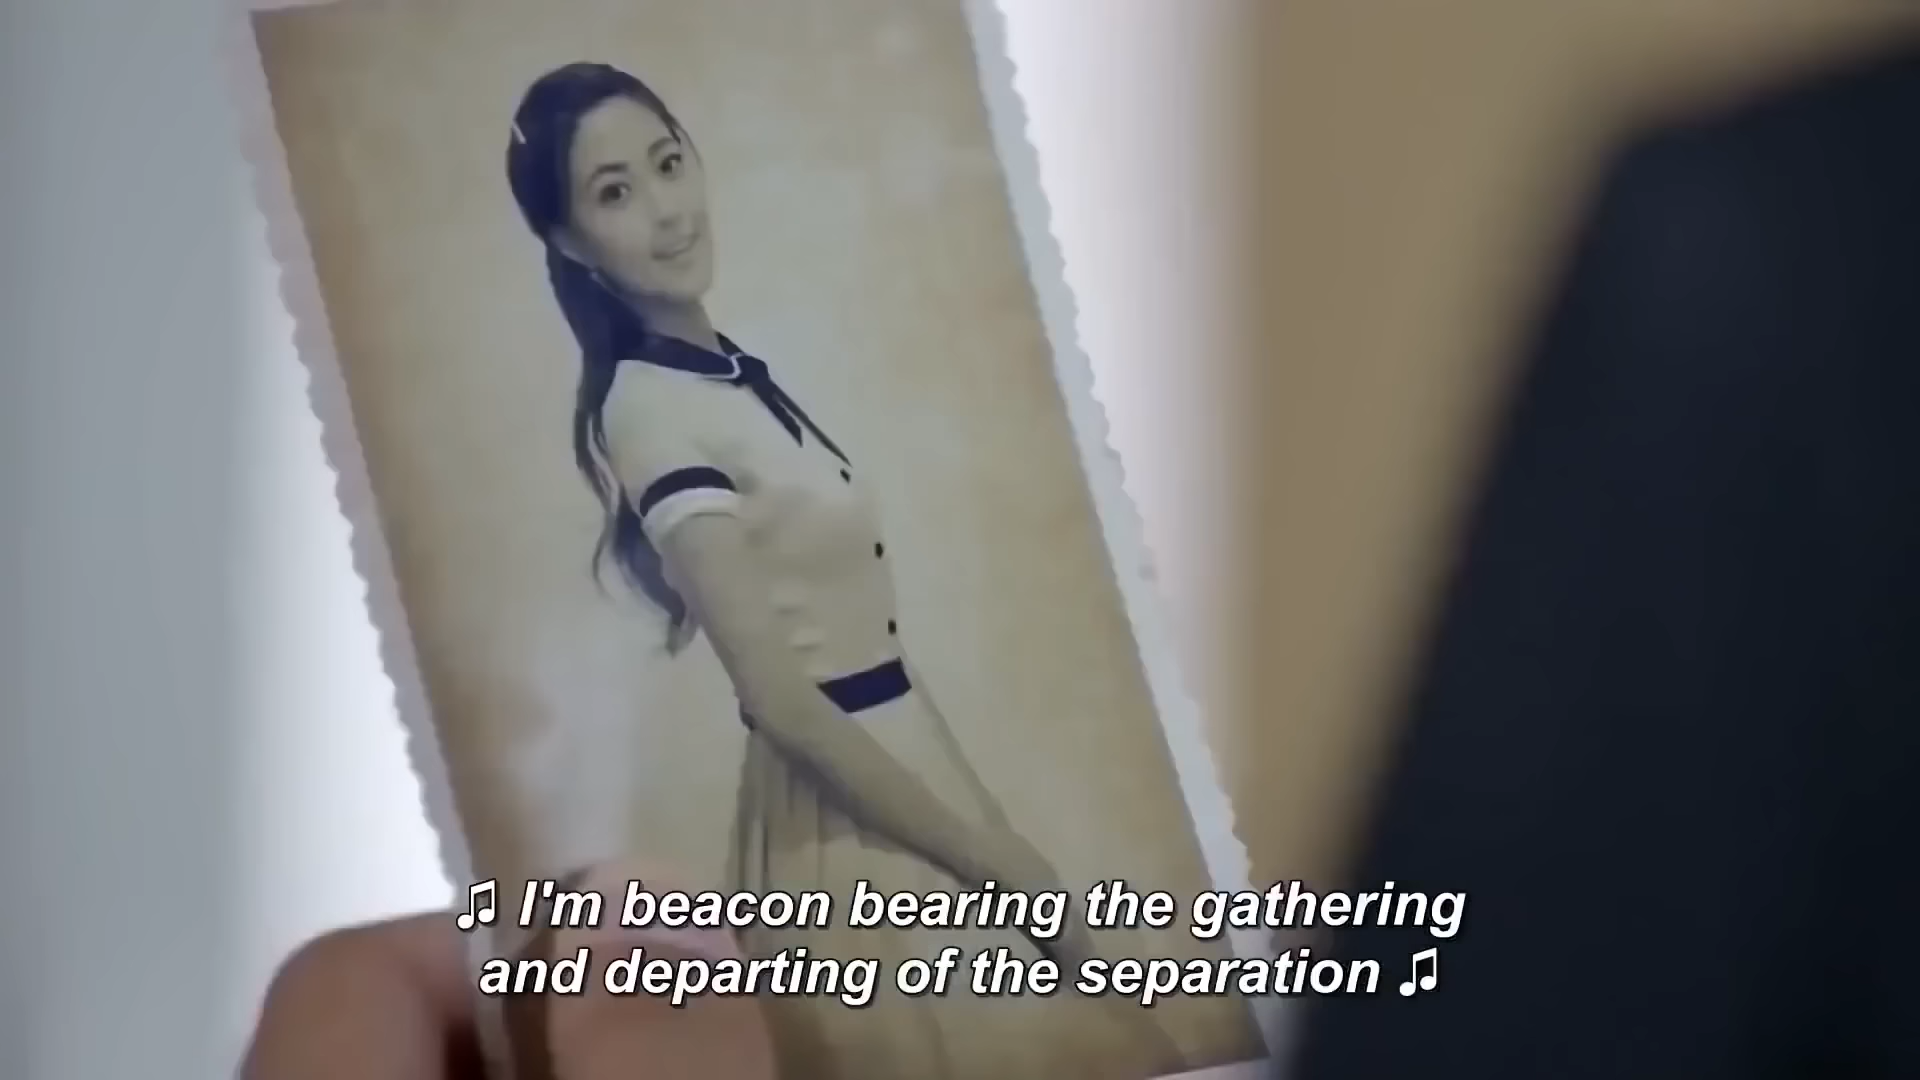 ♫ I'm beacon bearing the gathering
and departing of the separation ♫